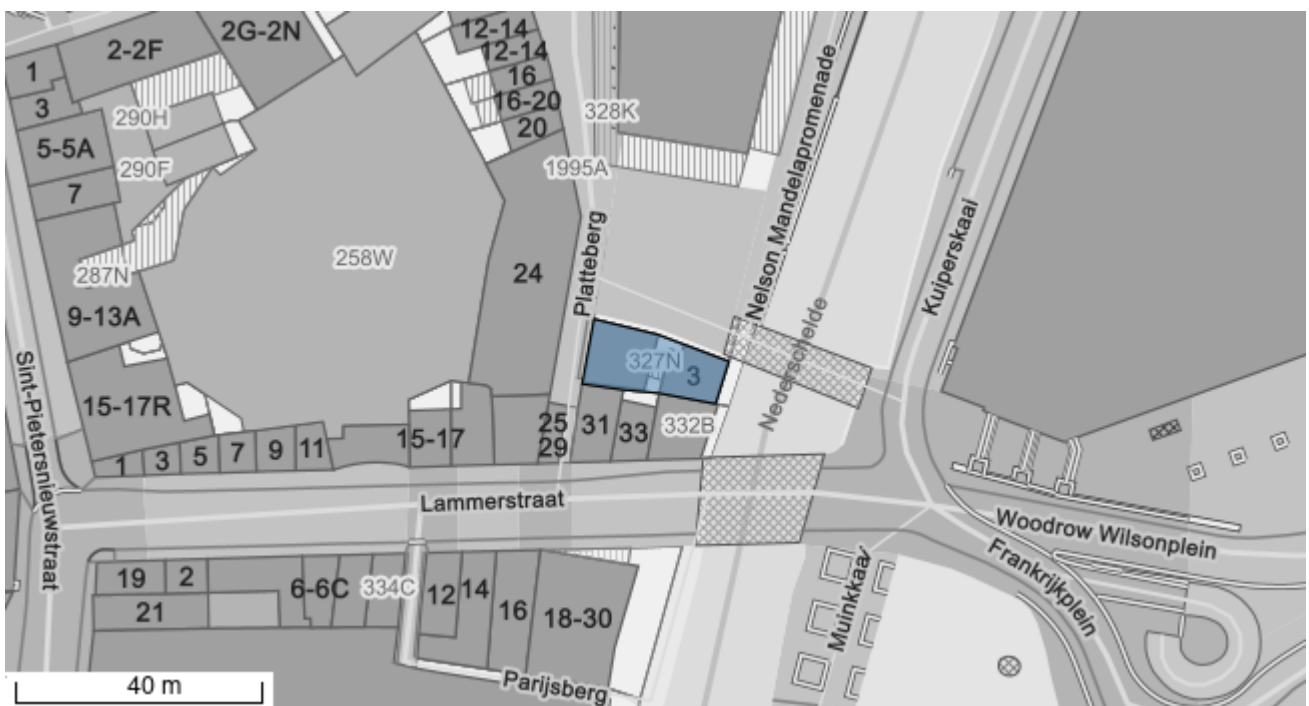 2G-2N
12-14
2-2F
12-14
1
16
3
16-20
290H
328K
20
5-5A
290F
1995A
7
Nelson Mandelapromenade
Platteberg
Kuiperskaai
258W
24
287N
9-13A
Nederschelde
327N
3
Sint-Pietersnieuwstraat
15-17R
25
29
31
33
332B
15-17
1
3
5
7
9
11
Lammerstraat
Woodrow Wilsonplein
Frankrijkplein
Muinkkaai
19
2
6-6C
334C
12
14
16
18-30
21
Parijsberg
40 m